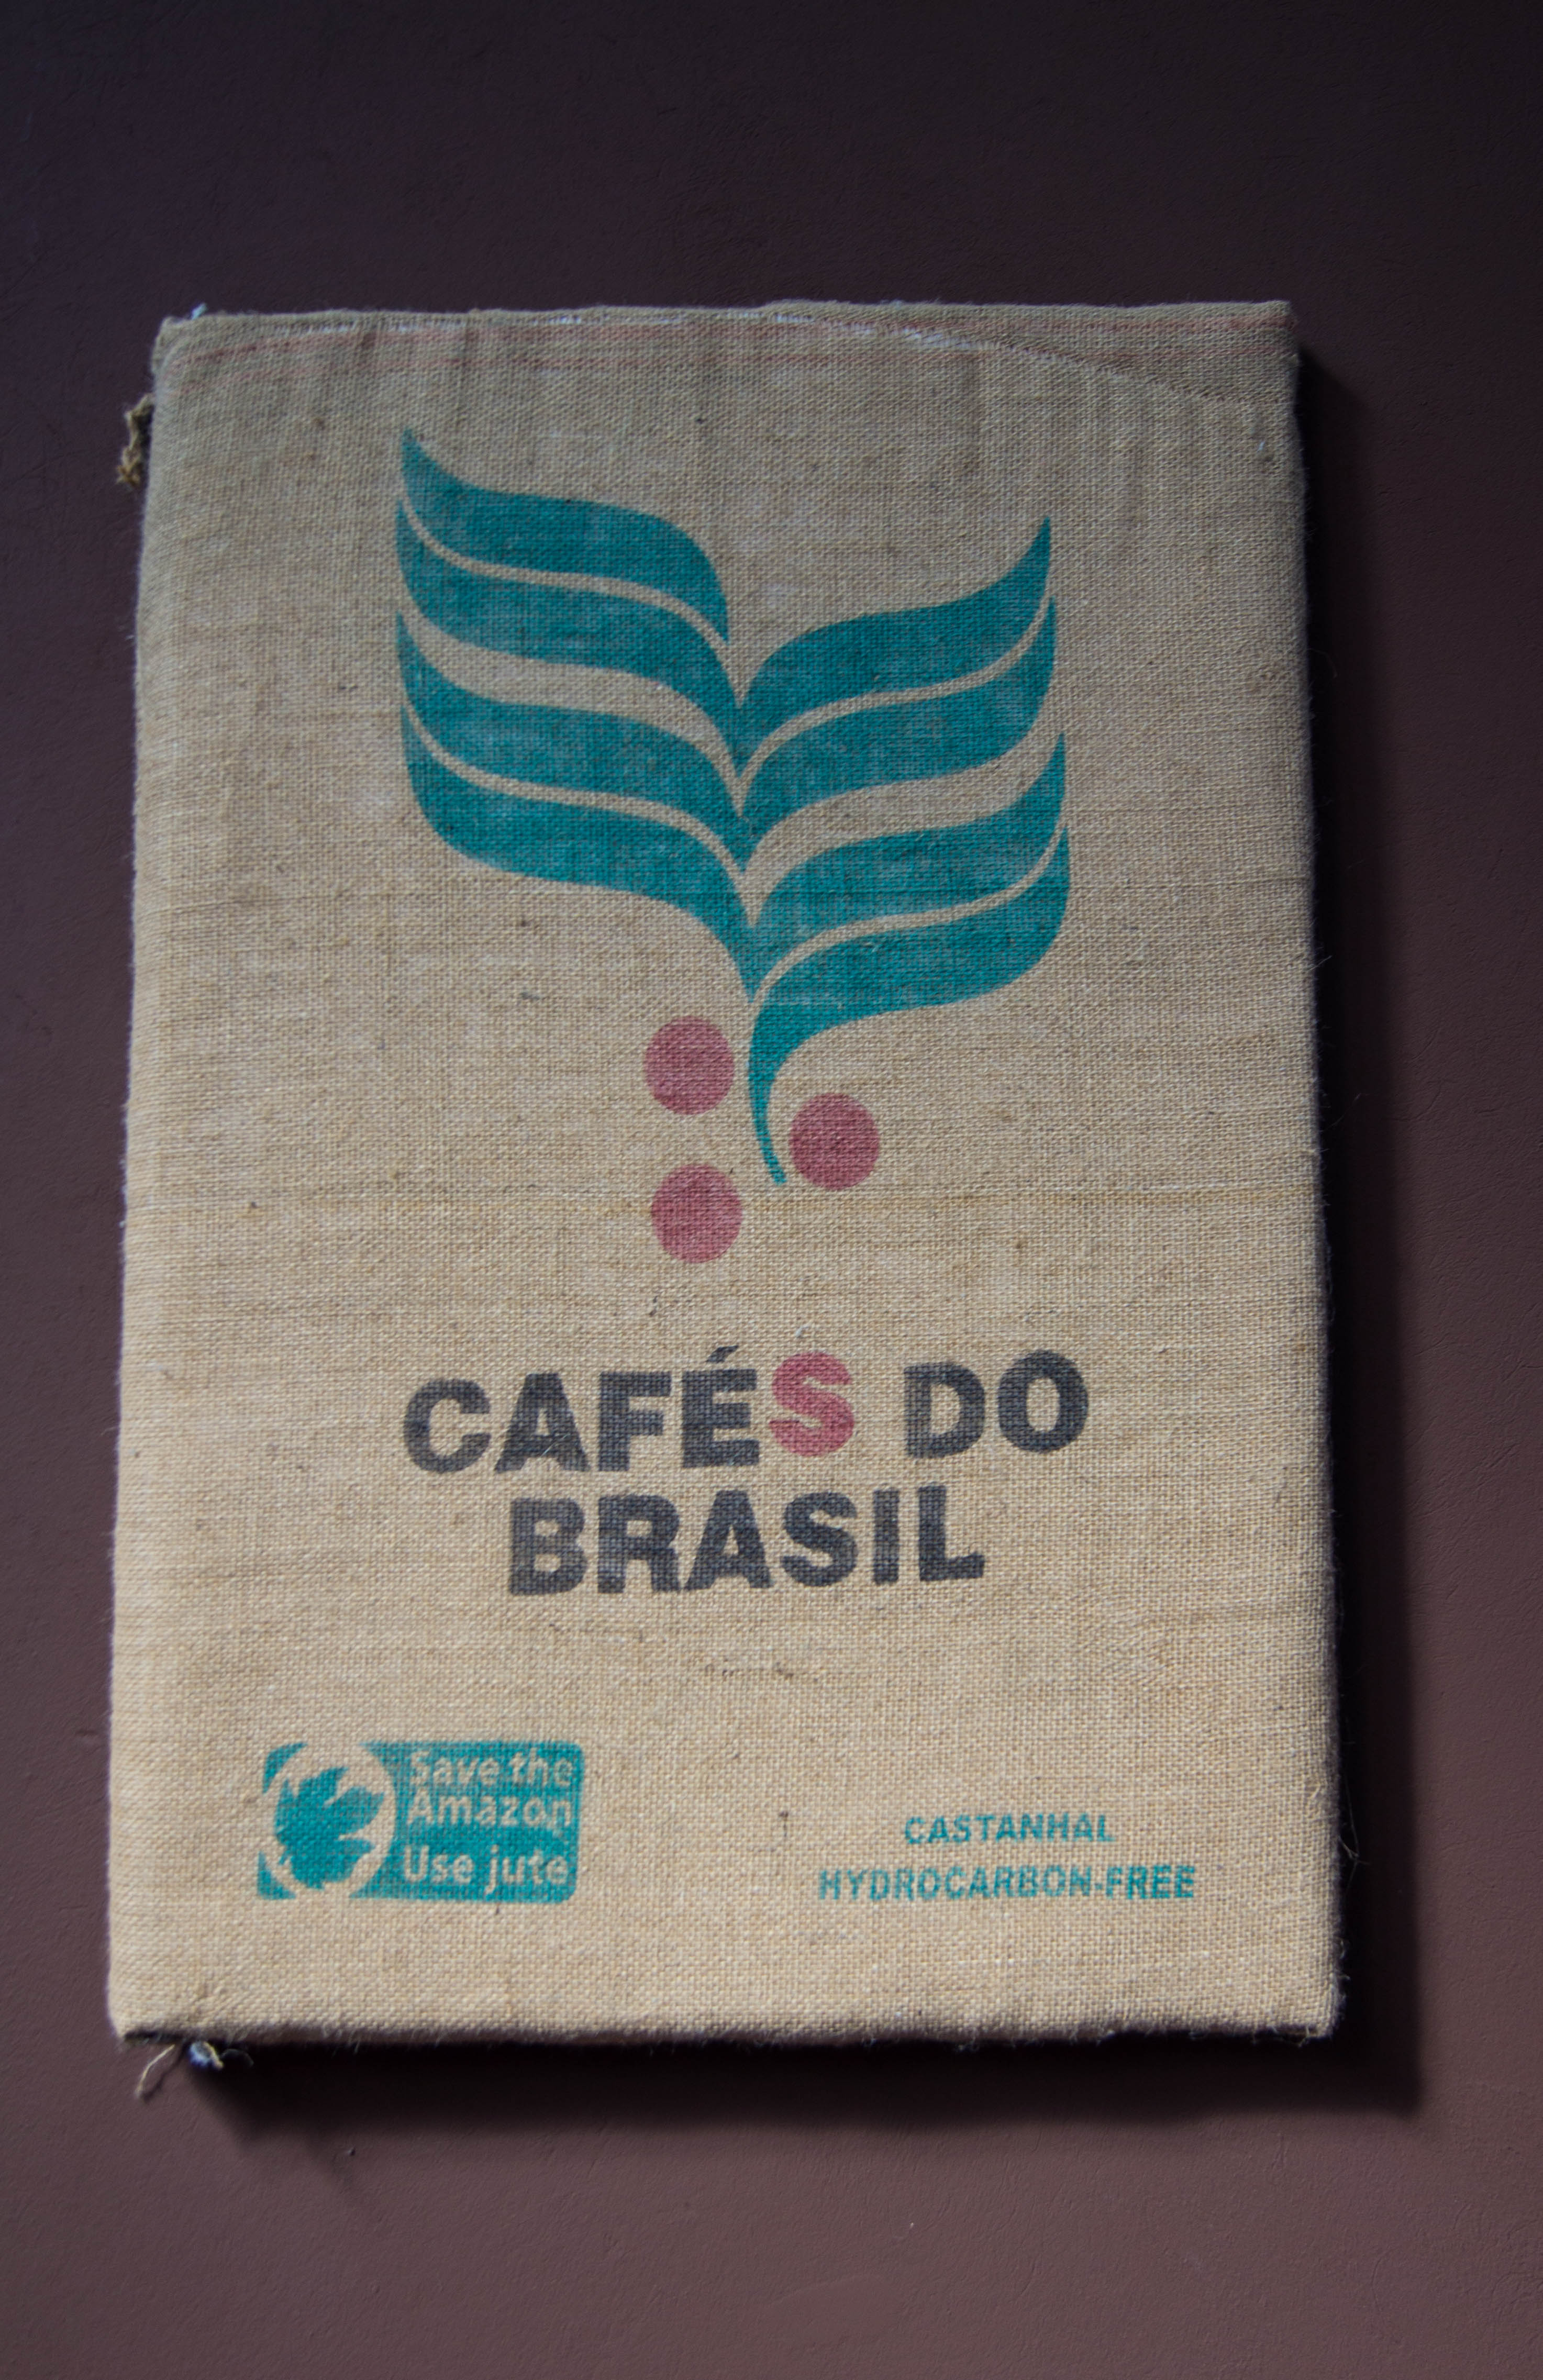 CAFÉS DO
BRASIL
Save the
Amazon
Use jute
CASTANHAL
HYDROCARBON-FREE